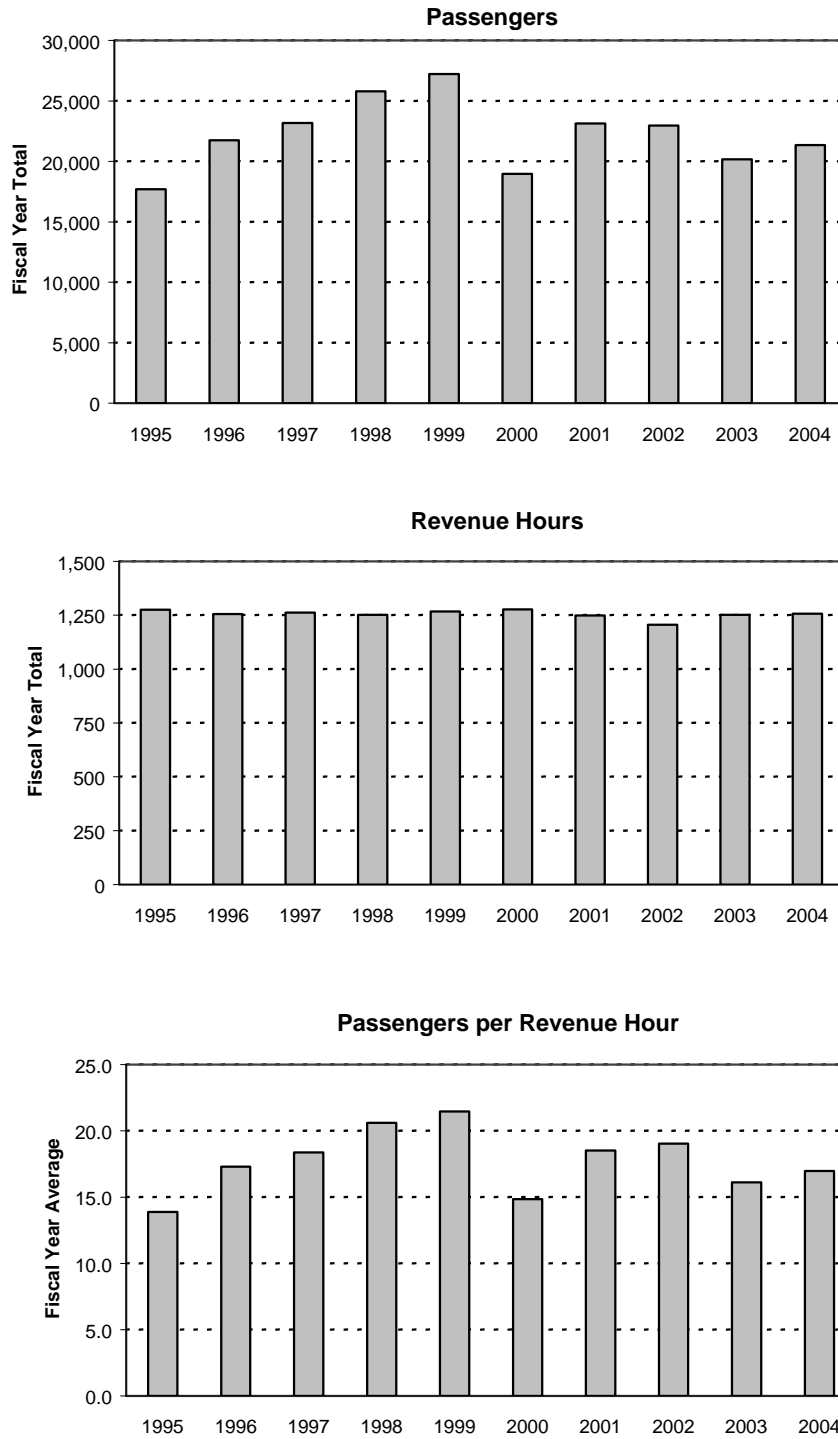 Passengers
Fiscal Year Total
30,000
25,000
20,000
15,000
10,000
5,000
0
1995 1996 1997 1998 1999 2000 2001 2002 2003 2004
Revenue Hours
Fiscal Year Total
1,500
1,250
1,000
750
500
250
0
1995 1996 1997 1998 1999 2000 2001 2002 2003 2004
Passengers per Revenue Hour
Fiscal Year Average
25.0
20.0
15.0
10.0
5.0
0.0
1995 1996 1997 1998 1999 2000 2001 2002 2003 2004